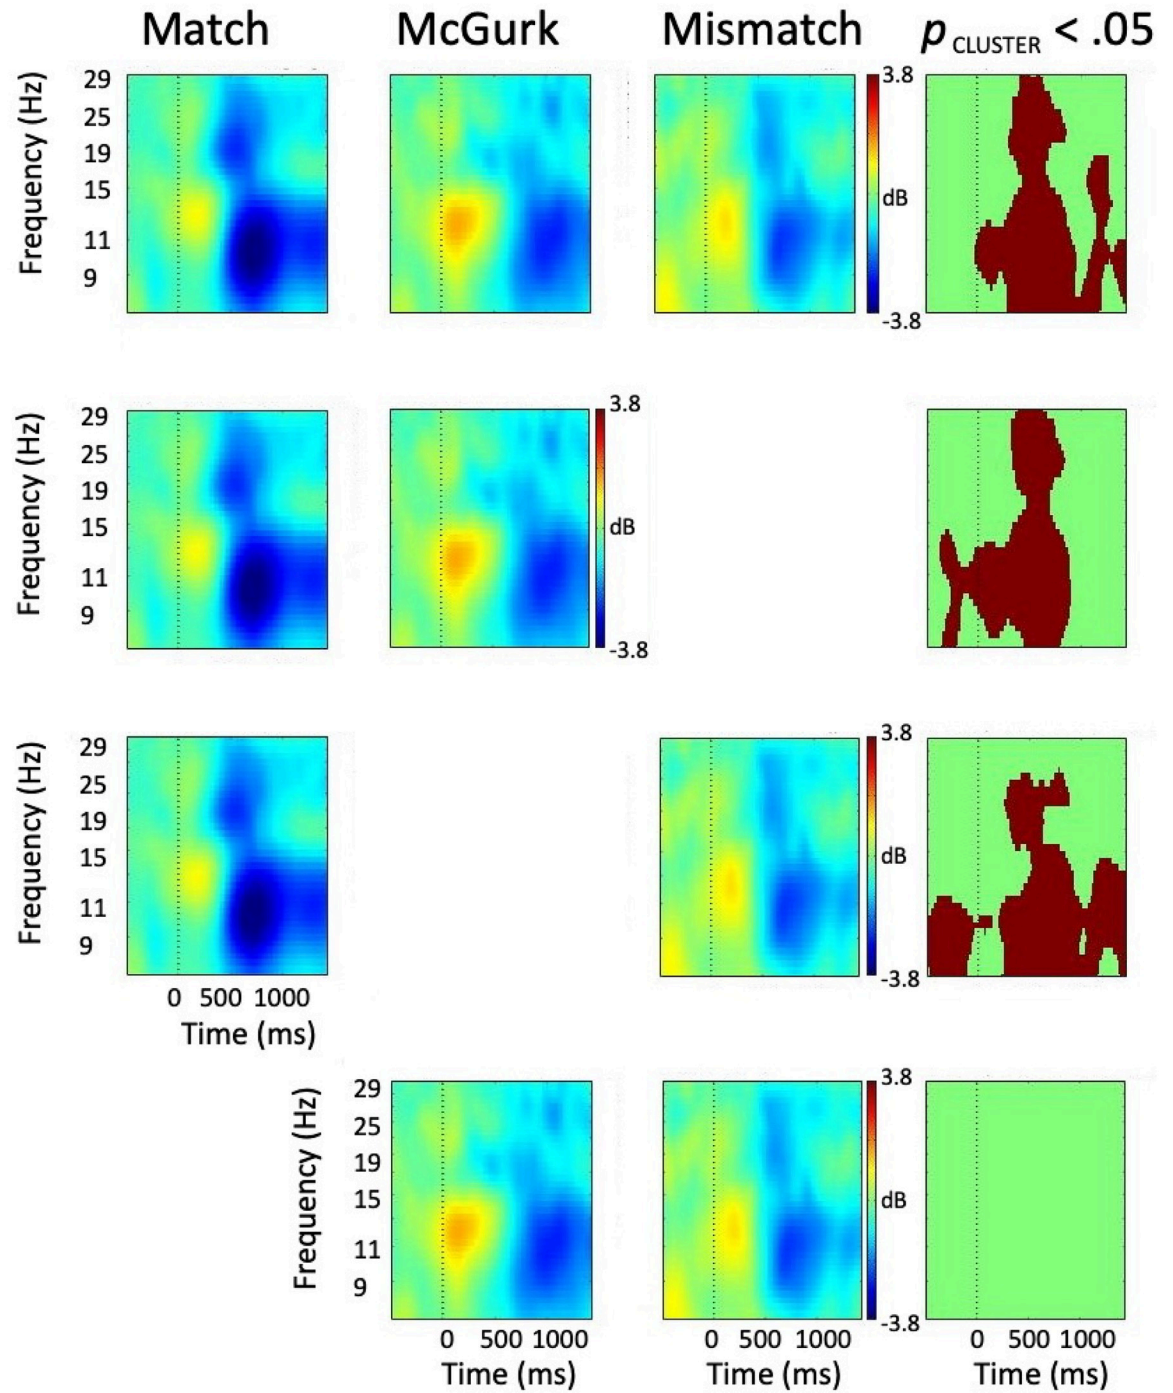 Match McGurk Mismatch p CLUSTER < .05
Frequency (Hz)
29
25
19
15
11
9
3.8
dB
-3.8
Frequency (Hz)
29
25
19
15
11
9
3.8
dB
-3.8
Frequency (Hz)
29
25
19
15
11
9
3.8
dB
-3.8
0 500 1000
Time (ms)
Frequency (Hz)
29
25
19
15
11
9
3.8
dB
-3.8
0 500 1000 0 500 1000 0 500 1000
Time (ms) Time (ms) Time (ms)